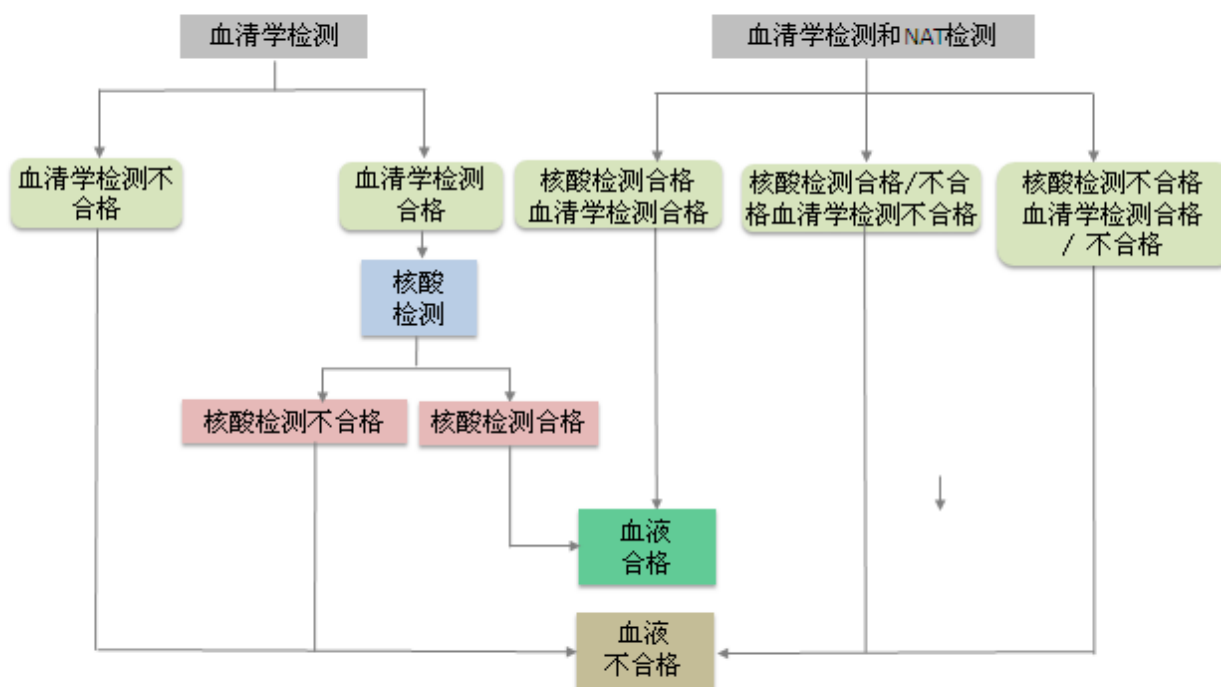 血清学检测
血清学检测和NAT检测
血清学检测不
合格
血清学检测
合格
核酸检测合格
血清学检测合格
核酸检测合格/不合
格血清学检测不合格
核酸检测不合格
血清学检测合格
/ 不合格
核酸
检测
核酸检测不合格
核酸检测合格
血液
合格
血液
不合格